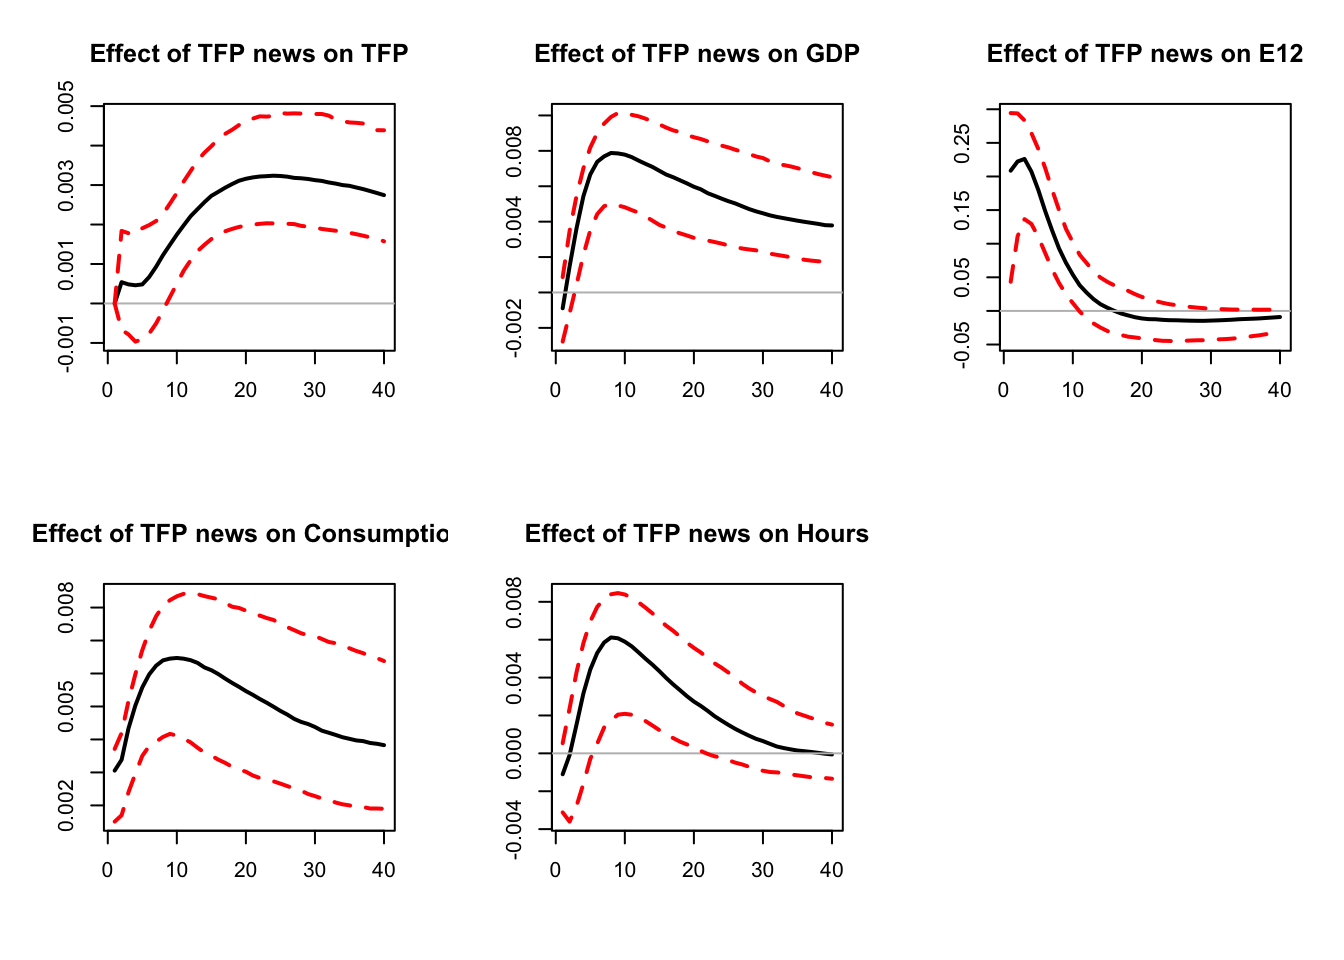 Effect of TFP news on TFP
-0.001 0.001 0.003 0.005
0 10 20 30 40
Effect of TFP news on GDP
-0.002 0.004 0.008
0 10 20 30 40
Effect of TFP news on E12
-0.05 0.05 0.15 0.25
0 10 20 30 40
Effect of TFP news on Consumptio
0.002 0.005 0.008
0 10 20 30 40
Effect of TFP news on Hours
-0.004 0.000 0.004 0.008
0 10 20 30 40